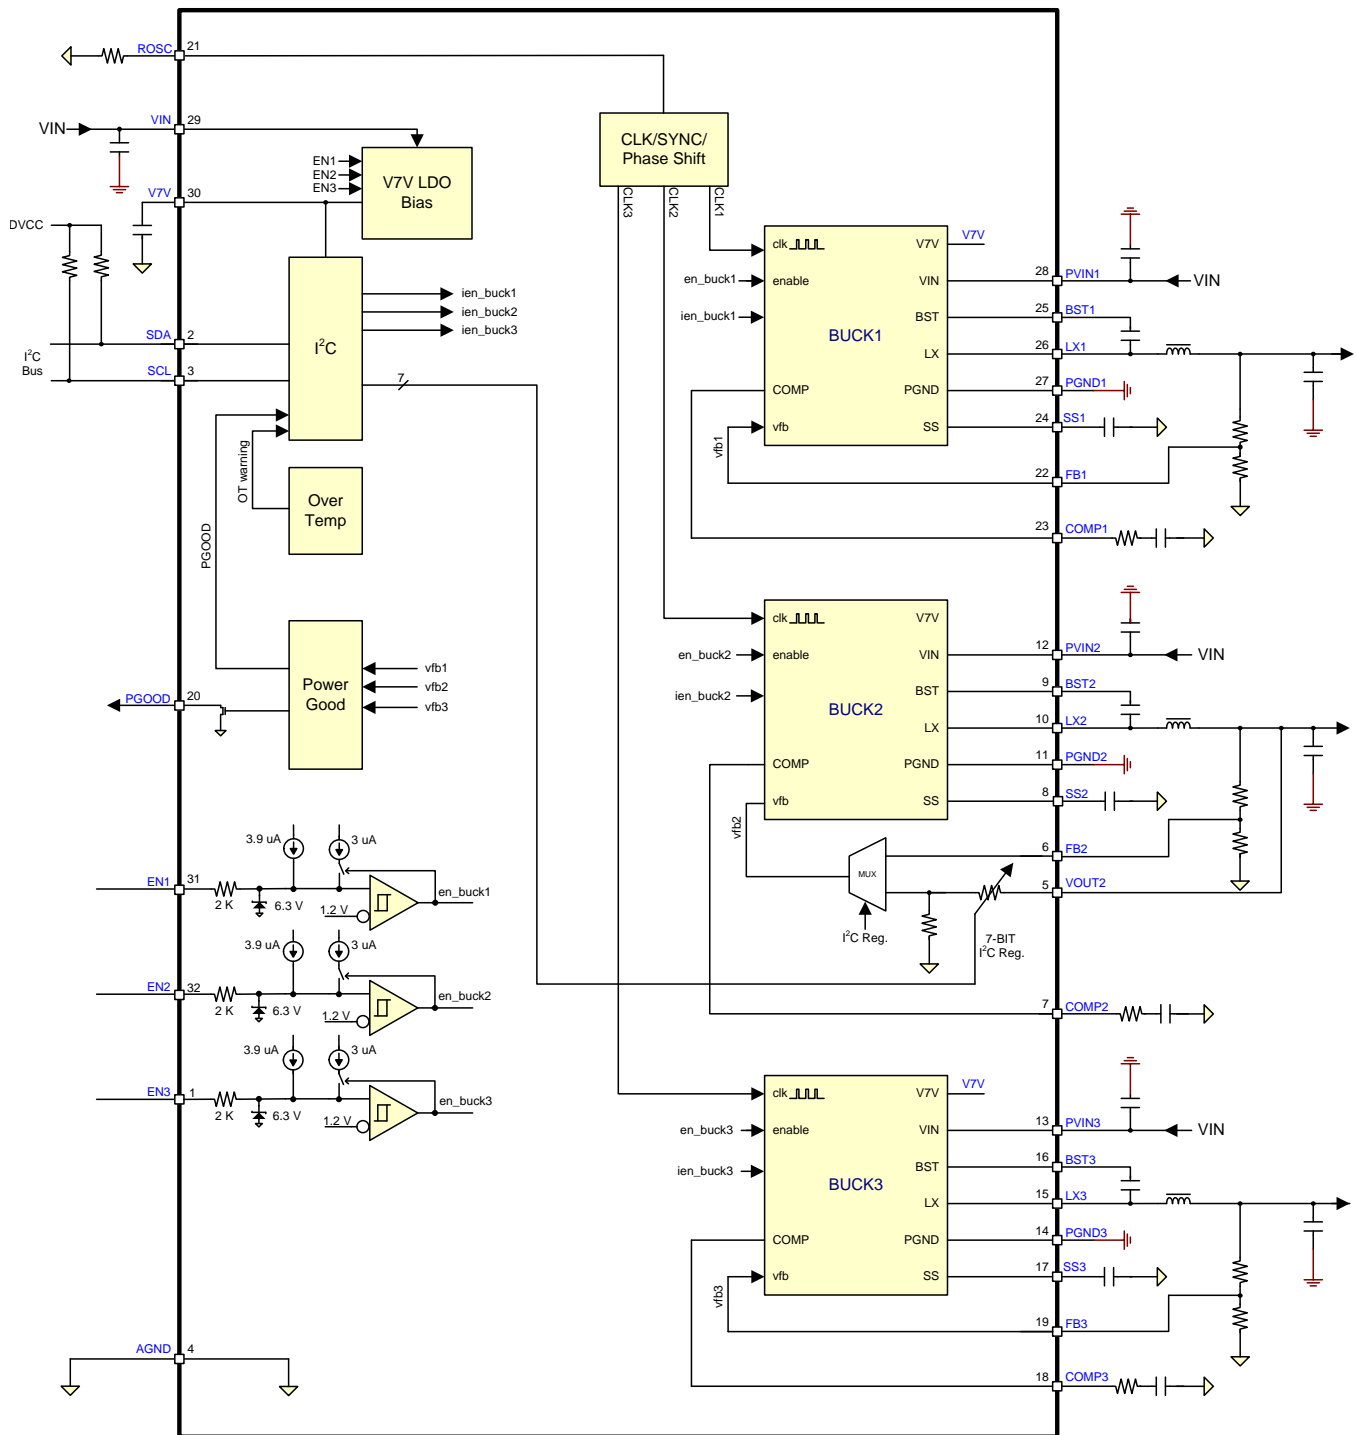 ROSC
21
VIN
VIN
29
V7V
30
DVCC
EN1
EN2
EN3
V7V LDO
Bias
CLK/SYNC/
Phase Shift
CLK3
CLK2
CLK1
SDA
2
I²C
Bus
SCL
3
I²C
ien_buck1
ien_buck2
ien_buck3
7
OT warning
PGOOD
Over
Temp
Power
Good
vfb1
vfb2
vfb3
PGOOD
20
3.9 uA
3 uA
EN1
31
2 K
6.3 V
1.2 V
en_buck1
3.9 uA
3 uA
EN2
32
2 K
6.3 V
1.2 V
en_buck2
3.9 uA
3 uA
EN3
1
2 K
6.3 V
1.2 V
en_buck3
AGND
4
en_buck1
ien_buck1
clk
enable
BUCK1
COMP
vfb
V7V
VIN
BST
LX
PGND
SS
V7V
vfb1
28
PVIN1
VIN
25
BST1
26
LX1
27
PGND1
24
SS1
22
FB1
23
COMP1
en_buck2
ien_buck2
clk
enable
BUCK2
COMP
vfb
V7V
VIN
BST
LX
PGND
SS
vfb2
12
PVIN2
VIN
9
BST2
10
LX2
11
PGND2
8
SS2
6
FB2
5
VOUT2
MUX
I²C Reg.
7-BIT
I²C Reg.
7
COMP2
en_buck3
ien_buck3
clk
enable
BUCK3
COMP
vfb
V7V
VIN
BST
LX
PGND
SS
V7V
vfb3
13
PVIN3
VIN
16
BST3
15
LX3
14
PGND3
17
SS3
19
FB3
18
COMP3